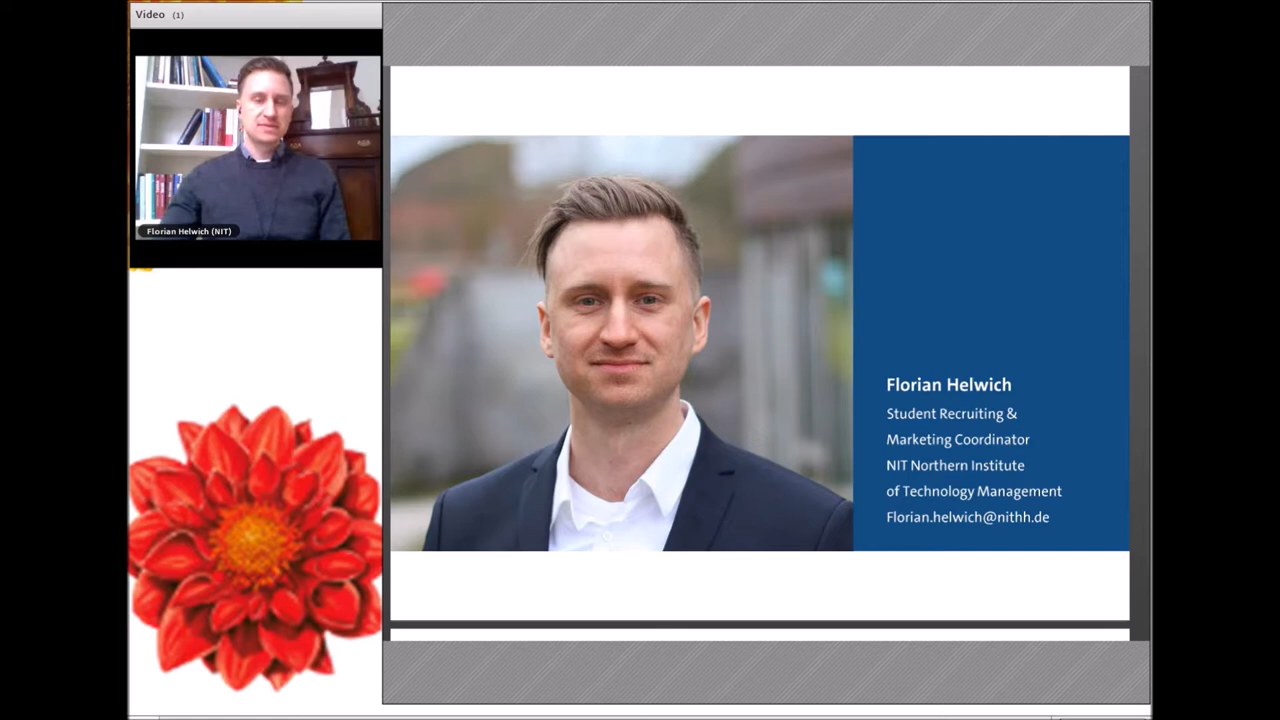 Video (1)
Florian Helwich (NIT)
Florian Helwich
Student Recruiting &
Marketing Coordinator
NIT Northern Institute
of Technology Management
Florian.helwich@nithh.de